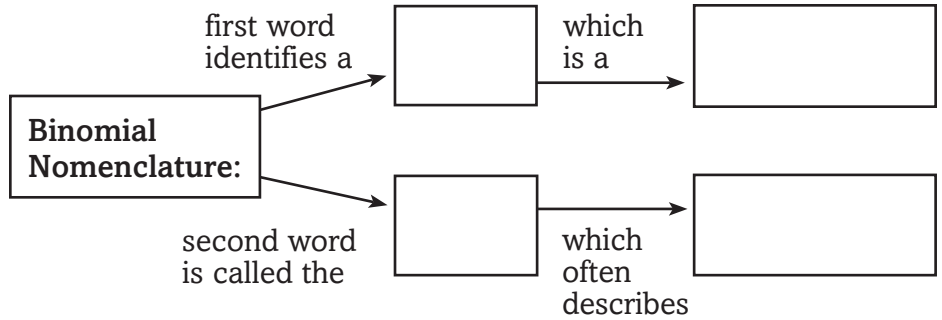 first word
identifies a
which
is a
Binomial
Nomenclature:
second word
is called the
which
often
describes